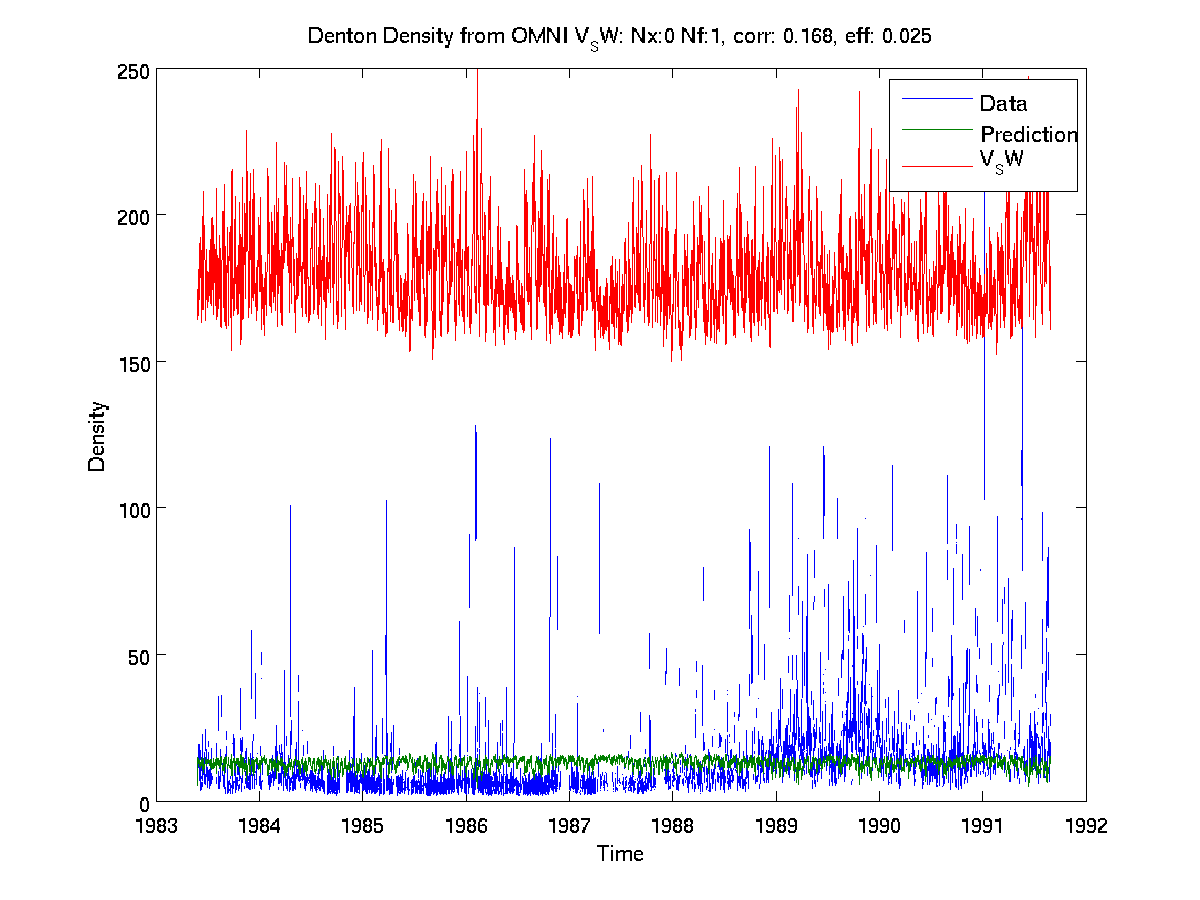 Denton Density from OMNI V_SW: Nx:0 Nf:1, corr: 0.168, eff: 0.025
250
200
150
100
50
0
Density
Data
Prediction
V_SW
1983 1984 1985 1986 1987 1988 1989 1990 1991 1992
Time